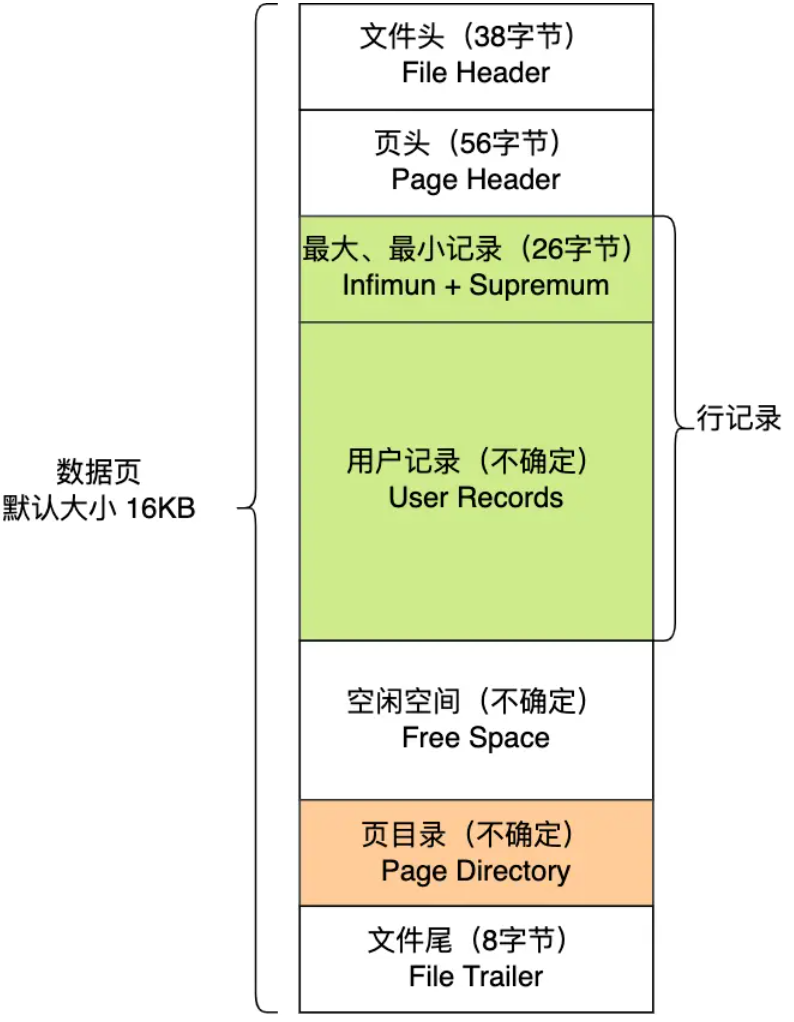 文件头（38字节）
File Header
页头（56字节）
Page Header
最大、最小记录（26字节）
Infimun + Supremum
用户记录（不确定）
User Records
行记录
数据页
默认大小 16KB
空闲空间（不确定）
Free Space
页目录（不确定）
Page Directory
文件尾（8字节）
File Trailer